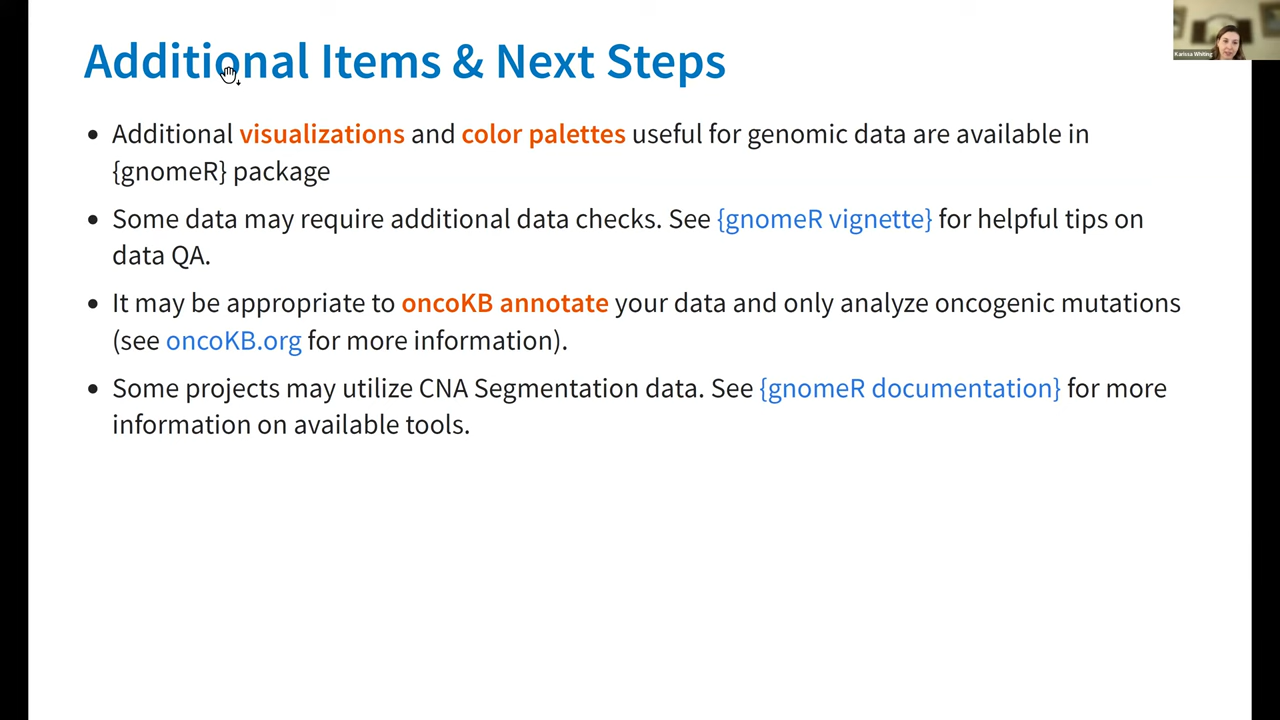 Additional Items & Next Steps
Karissa Whiting
• Additional visualizations and color palettes useful for genomic data are available in
{gnomeR} package
• Some data may require additional data checks. See {gnomeR vignette} for helpful tips on
data QA.
• It may be appropriate to oncoKB annotate your data and only analyze oncogenic mutations
(see oncoKB.org for more information).
• Some projects may utilize CNA Segmentation data. See {gnomeR documentation} for more
information on available tools.